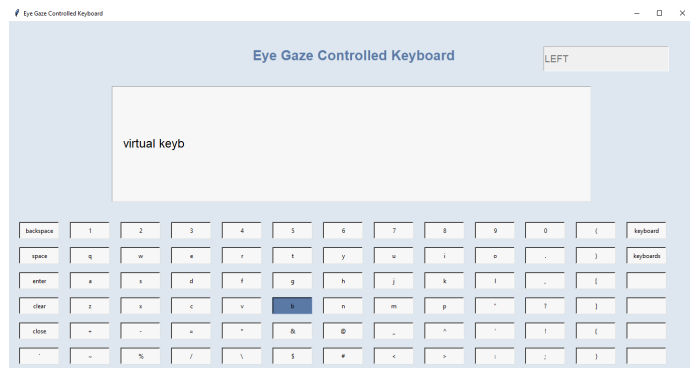 Eye Gaze Controlled Keyboard
Eye Gaze Controlled Keyboard
LEFT
virtual keyb
backspace 1 2 3 4 5 6 7 8 9 0 ( keyboard
space q w e r t y u i o . ) keyboards
enter a s d f g h j k l , [
clear z x c v b n m p " ? ]
close + - = * & @ _ ^ ' ! {
` ~ % / \ $ # < > : ; }